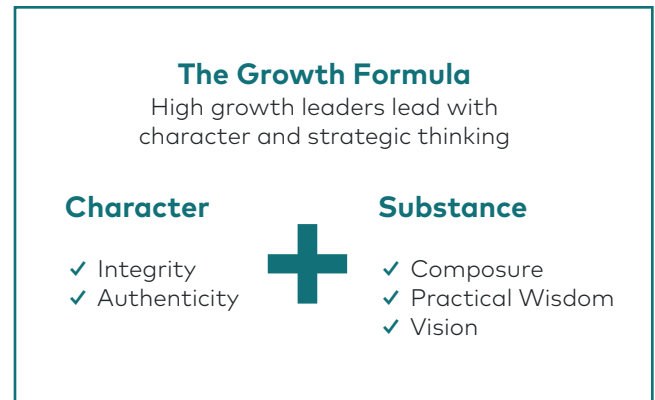 The Growth Formula
High growth leaders lead with
character and strategic thinking
Character
✓ Integrity
✓ Authenticity
+
Substance
✓ Composure
✓ Practical Wisdom
✓ Vision